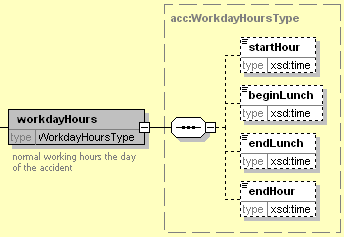 acc:WorkdayHoursType
startHour
type xsd:time
beginLunch
type xsd:time
workdayHours
type WorkdayHoursType
normal working hours the day
of the accident
endLunch
type xsd:time
endHour
type xsd:time